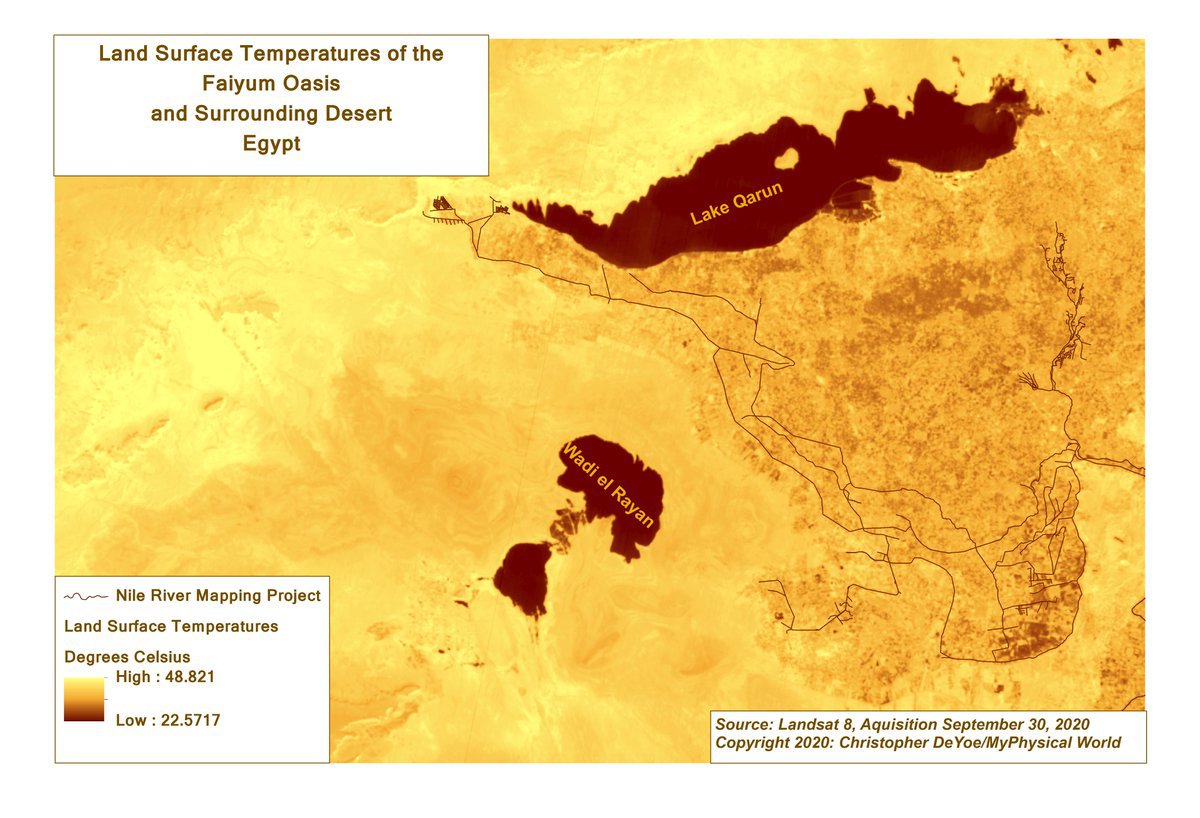 Land Surface Temperatures of the
Faiyum Oasis
and Surrounding Desert
Egypt
Lake Qarun
Wadi el Rayan
Nile River Mapping Project
Land Surface Temperatures
Degrees Celsius
High : 48.821
Low : 22.5717
Source: Landsat 8, Aquisition September 30, 2020
Copyright 2020: Christopher DeYoe/MyPhysical World